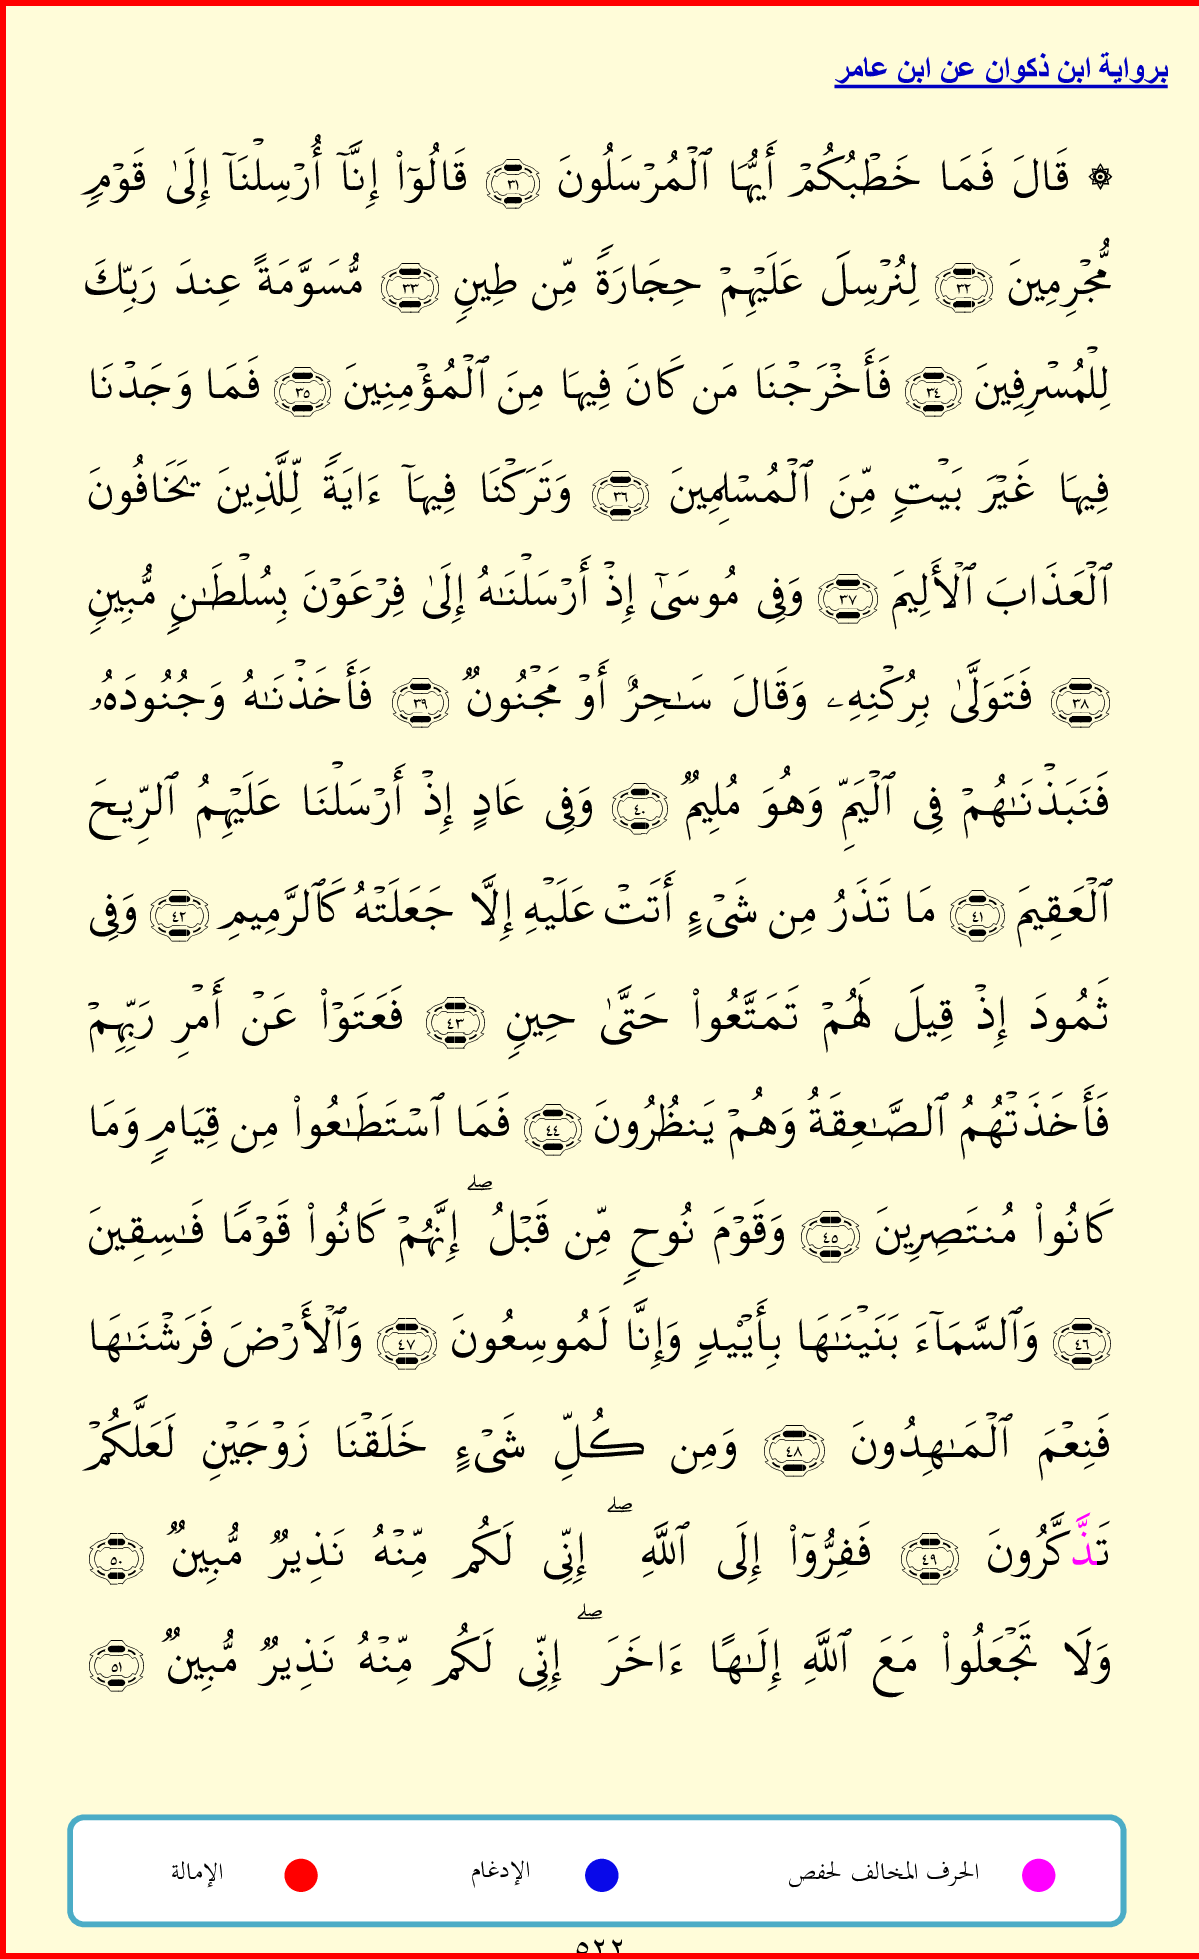 برواية ابن ذكوان عن ابن عامر
۞ قَالَ فَمَا خَطْبُكُمْ أَيُّهَا ٱلْمُرْسَلُونَ ٣١ قَالُوٓاْ إِنَّآ أُرْسِلْنَآ إِلَىٰ قَوْمٍ
مُّجْرِمِينَ ٣٢ لِنُرْسِلَ عَلَيْهِمْ حِجَارَةً مِّن طِينٍ ٣٣ مُّسَوَّمَةً عِندَ رَبِّكَ
لِلْمُسْرِفِينَ ٣٤ فَأَخْرَجْنَا مَن كَانَ فِيهَا مِنَ ٱلْمُؤْمِنِينَ ٣٥ فَمَا وَجَدْنَا
فِيهَا غَيْرَ بَيْتٍ مِّنَ ٱلْمُسْلِمِينَ ٣٦ وَتَرَكْنَا فِيهَآ ءَايَةً لِّلَّذِينَ يَخَافُونَ
ٱلْعَذَابَ ٱلْأَلِيمَ ٣٧ وَفِى مُوسَىٰٓ إِذْ أَرْسَلْنَـٰهُ إِلَىٰ فِرْعَوْنَ بِسُلْطَـٰنٍ مُّبِينٍ
٣٨ فَتَوَلَّىٰ بِرُكْنِهِۦ وَقَالَ سَـٰحِرٌ أَوْ مَجْنُونٌ ٣٩ فَأَخَذْنَـٰهُ وَجُنُودَهُۥ
فَنَبَذْنَـٰهُمْ فِى ٱلْيَمِّ وَهُوَ مُلِيمٌ ٤٠ وَفِى عَادٍ إِذْ أَرْسَلْنَا عَلَيْهِمُ ٱلرِّيحَ
ٱلْعَقِيمَ ٤١ مَا تَذَرُ مِن شَىْءٍ أَتَتْ عَلَيْهِ إِلَّا جَعَلَتْهُ كَٱلرَّمِيمِ ٤٢ وَفِى
ثَمُودَ إِذْ قِيلَ لَهُمْ تَمَتَّعُواْ حَتَّىٰ حِينٍ ٤٣ فَعَتَوْاْ عَنْ أَمْرِ رَبِّهِمْ
فَأَخَذَتْهُمُ ٱلصَّـٰعِقَةُ وَهُمْ يَنظُرُونَ ٤٤ فَمَا ٱسْتَطَـٰعُواْ مِن قِيَامٍ وَمَا
كَانُواْ مُنتَصِرِينَ ٤٥ وَقَوْمَ نُوحٍ مِّن قَبْلُ ۖ إِنَّهُمْ كَانُواْ قَوْمًا فَـٰسِقِينَ
٤٦ وَٱلسَّمَآءَ بَنَيْنَـٰهَا بِأَيْيْدٍ وَإِنَّا لَمُوسِعُونَ ٤٧ وَٱلْأَرْضَ فَرَشْنَـٰهَا
فَنِعْمَ ٱلْمَـٰهِدُونَ ٤٨ وَمِن كُلِّ شَىْءٍ خَلَقْنَا زَوْجَيْنِ لَعَلَّكُمْ
تَذَّكَّرُونَ ٤٩ فَفِرُّوٓاْ إِلَى ٱللَّهِ ۖ إِنِّى لَكُم مِّنْهُ نَذِيرٌ مُّبِينٌ ٥٠
وَلَا تَجْعَلُواْ مَعَ ٱللَّهِ إِلَـٰهًا ءَاخَرَ ۖ إِنِّى لَكُم مِّنْهُ نَذِيرٌ مُّبِينٌ ٥١
الحرف المخالف لحفص الإدغام الإمالة
٥٢٢